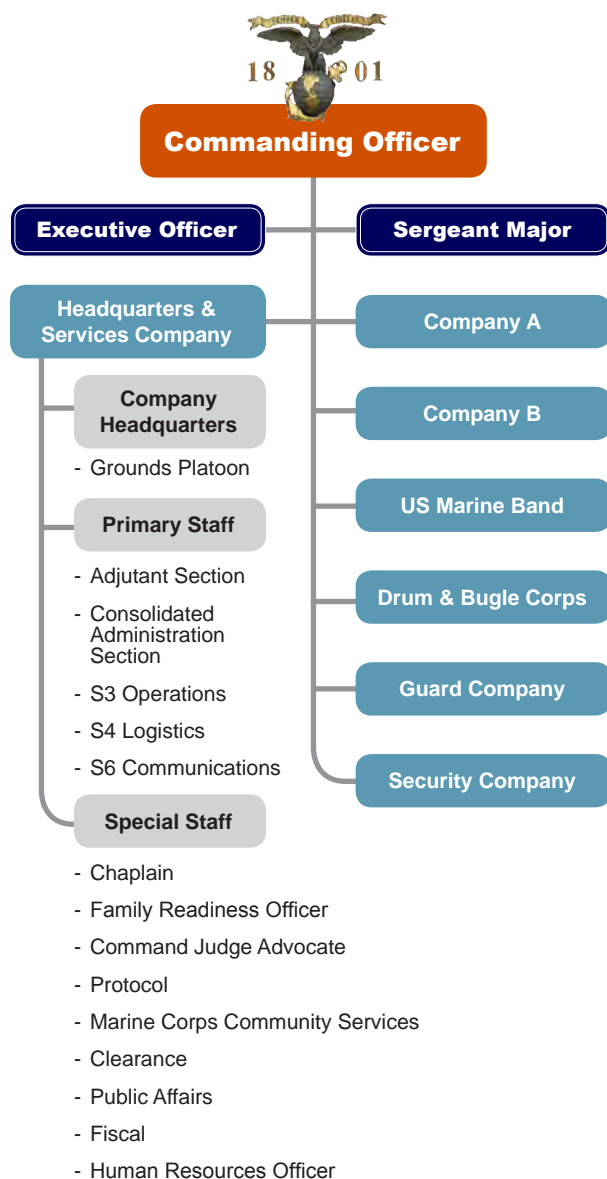 SEMPER FIDELIS
18 01
Commanding Officer
Executive Officer
Sergeant Major
Headquarters &
Services Company
Company A
Company
Headquarters
- Grounds Platoon
Company B
Primary Staff
- Adjutant Section
- Consolidated
Administration
Section
- S3 Operations
- S4 Logistics
- S6 Communications
US Marine Band
Drum & Bugle Corps
Guard Company
Security Company
Special Staff
- Chaplain
- Family Readiness Officer
- Command Judge Advocate
- Protocol
- Marine Corps Community Services
- Clearance
- Public Affairs
- Fiscal
- Human Resources Officer